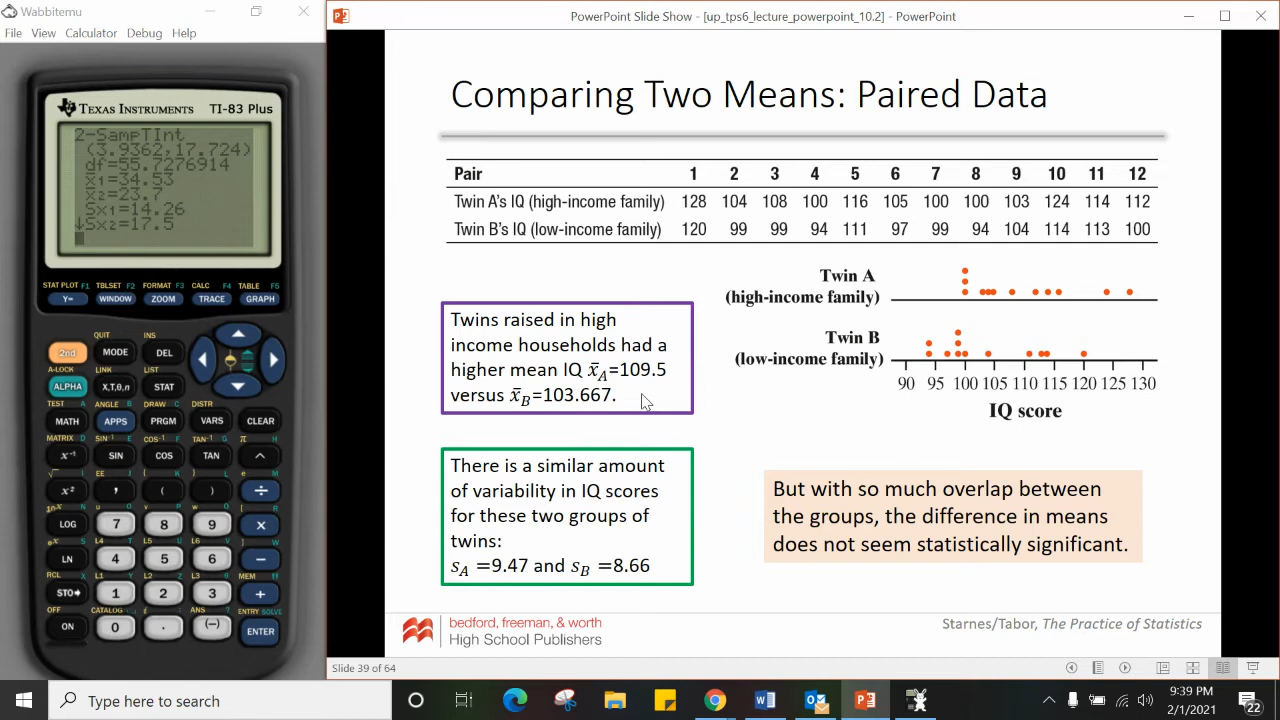 Wabbitemu
File View Calculator Debug Help
TEXAS INSTRUMENTS TI-83 Plus
2-SampTInt
(3.9362,17.724)
df=55.7276914
x̄1=34.53
x̄2=23.7
Sx1=14.26
↓Sx2=17.5
STAT PLOT F1 TBLSET F2 FORMAT F3 CALC F4 TABLE F5
Y= WINDOW ZOOM TRACE GRAPH
QUIT INS
2nd MODE DEL
A-LOCK LINK LIST
ALPHA X,T,θ,n STAT
TEST A ANGLE B DRAW C DISTR
MATH APPS PRGM VARS CLEAR
MATRIX D SIN⁻¹ E COS⁻¹ F TAN⁻¹ G π H
x⁻¹ SIN COS TAN ^
√ I EE J { K } L e M
x² , ( ) ÷
10ˣ N u O v P w Q [ R
LOG 7 8 9 ×
eˣ S L4 T L5 U L6 V ] W
LN 4 5 6 −
RCL X L1 Y L2 Z L3 θ MEM "
STO▸ 1 2 3 +
OFF CATALOG i : ANS ? ENTRY SOLVE
ON 0 . (−) ENTER
PowerPoint Slide Show - [up_tps6_lecture_powerpoint_10.2] - PowerPoint
Comparing Two Means: Paired Data
Pair 1 2 3 4 5 6 7 8 9 10 11 12
Twin A's IQ (high-income family) 128 104 108 100 116 105 100 100 103 124 114 112
Twin B's IQ (low-income family) 120 99 99 94 111 97 99 94 104 114 113 100
Twin A
(high-income family)
Twin B
(low-income family)
90 95 100 105 110 115 120 125 130
IQ score
Twins raised in high
income households had a
higher mean IQ x̄A=109.5
versus x̄B=103.667.
There is a similar amount
of variability in IQ scores
for these two groups of
twins:
sA =9.47 and sB =8.66
But with so much overlap between
the groups, the difference in means
does not seem statistically significant.
bedford, freeman, & worth
High School Publishers
Starnes/Tabor, The Practice of Statistics
Slide 39 of 64
Type here to search
9:39 PM
2/1/2021
22